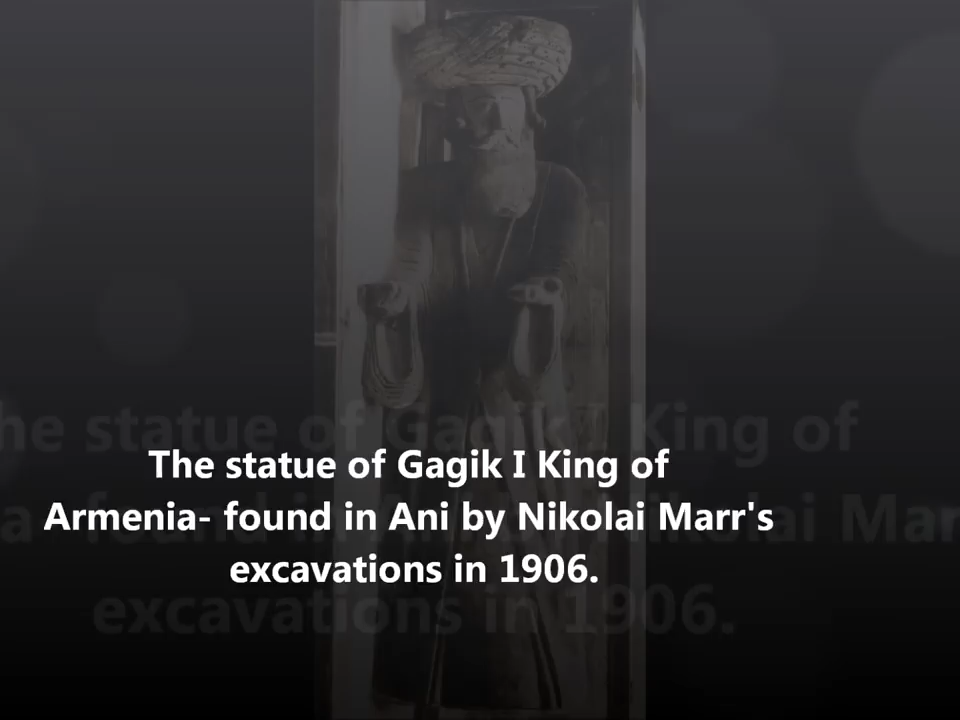 The statue of Gagik I King of
Armenia- found in Ani by Nikolai Marr's
excavations in 1906.